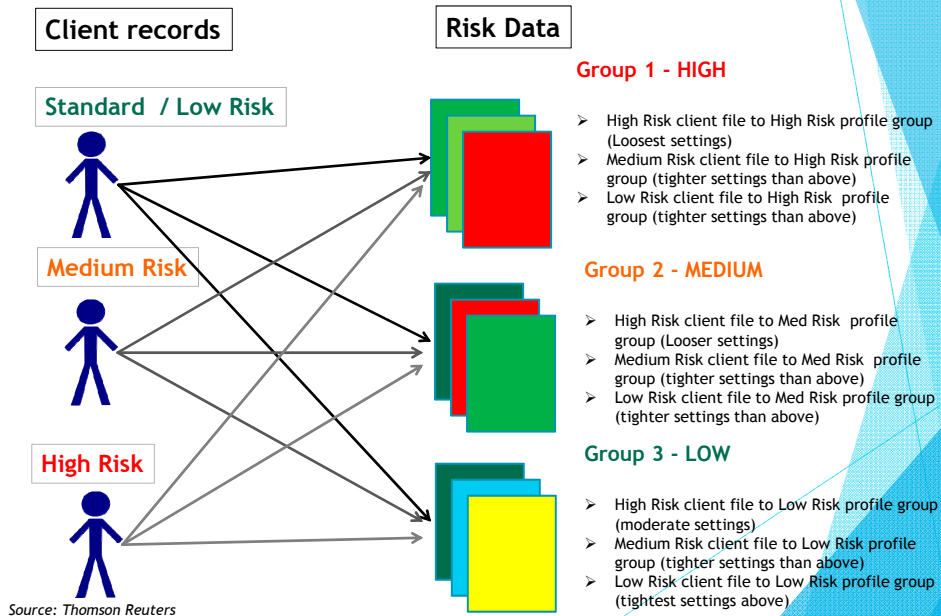 Client records
Risk Data
Standard / Low Risk
Medium Risk
High Risk
Group 1 - HIGH
➢ High Risk client file to High Risk profile group
(Loosest settings)
➢ Medium Risk client file to High Risk profile
group (tighter settings than above)
➢ Low Risk client file to High Risk profile
group (tighter settings than above)
Group 2 - MEDIUM
➢ High Risk client file to Med Risk profile
group (Looser settings)
➢ Medium Risk client file to Med Risk profile
group (tighter settings than above)
➢ Low Risk client file to Med Risk profile group
(tighter settings than above)
Group 3 - LOW
➢ High Risk client file to Low Risk profile group
(moderate settings)
➢ Medium Risk client file to Low Risk profile
group (tighter settings than above)
➢ Low Risk client file to Low Risk profile group
(tightest settings above)
Source: Thomson Reuters